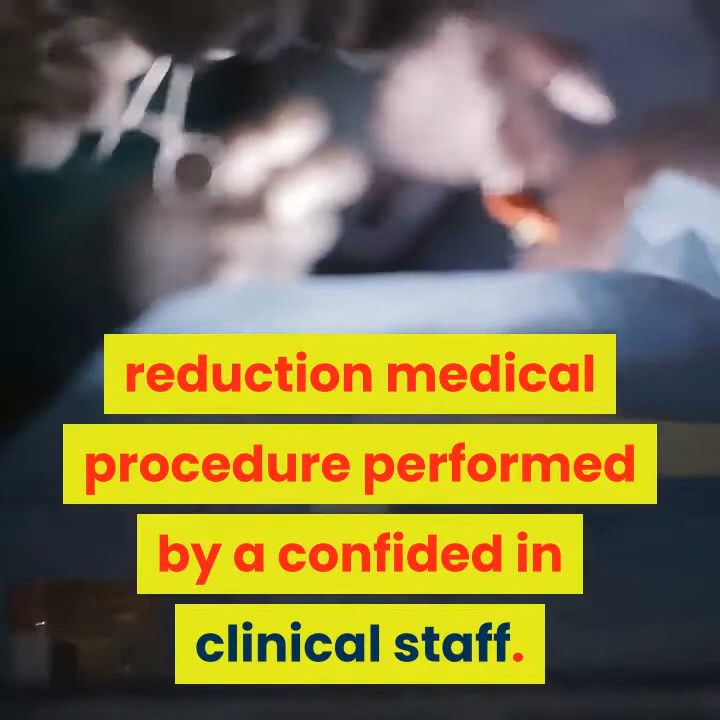 reduction medical
procedure performed
by a confided in
clinical staff.